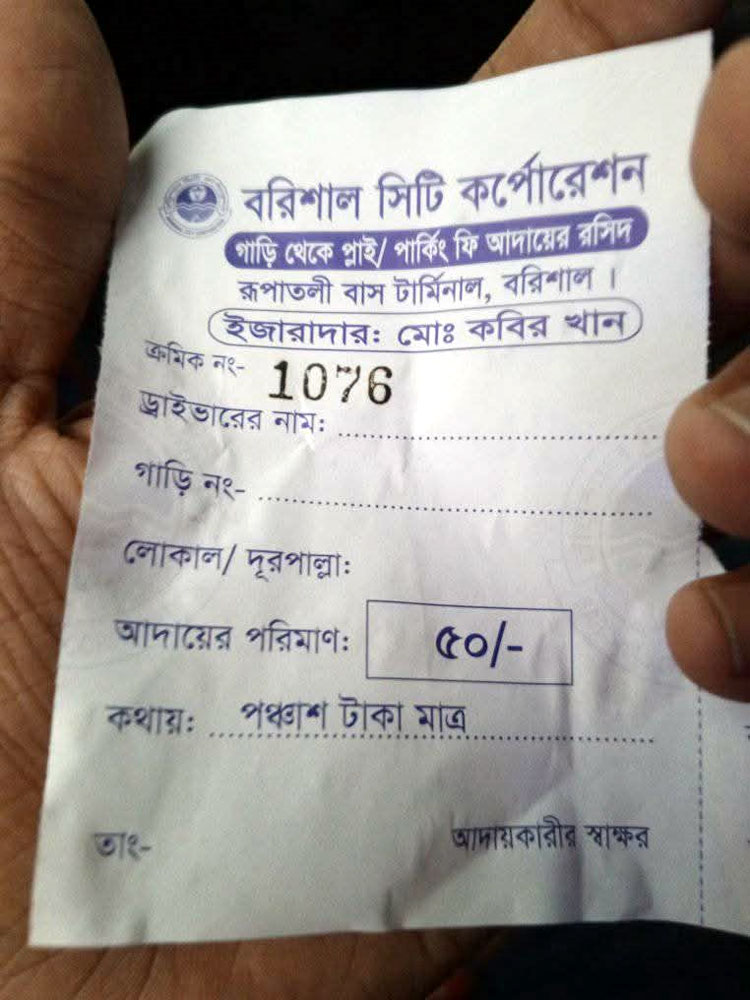 বরিশাল সিটি কর্পোরেশন
গাড়ি থেকে প্লাই/ পার্কিং ফি আদায়ের রসিদ
রূপাতলী বাস টার্মিনাল, বরিশাল ।
ইজারাদার: মোঃ কবির খান
ক্রমিক নং- 1076
ড্রাইভারের নাম: ....................
গাড়ি নং- ....................
লোকাল/ দূরপাল্লা:
আদায়ের পরিমাণ: ৫০/-
কথায়: পঞ্চাশ টাকা মাত্র
তাং- আদায়কারীর স্বাক্ষর